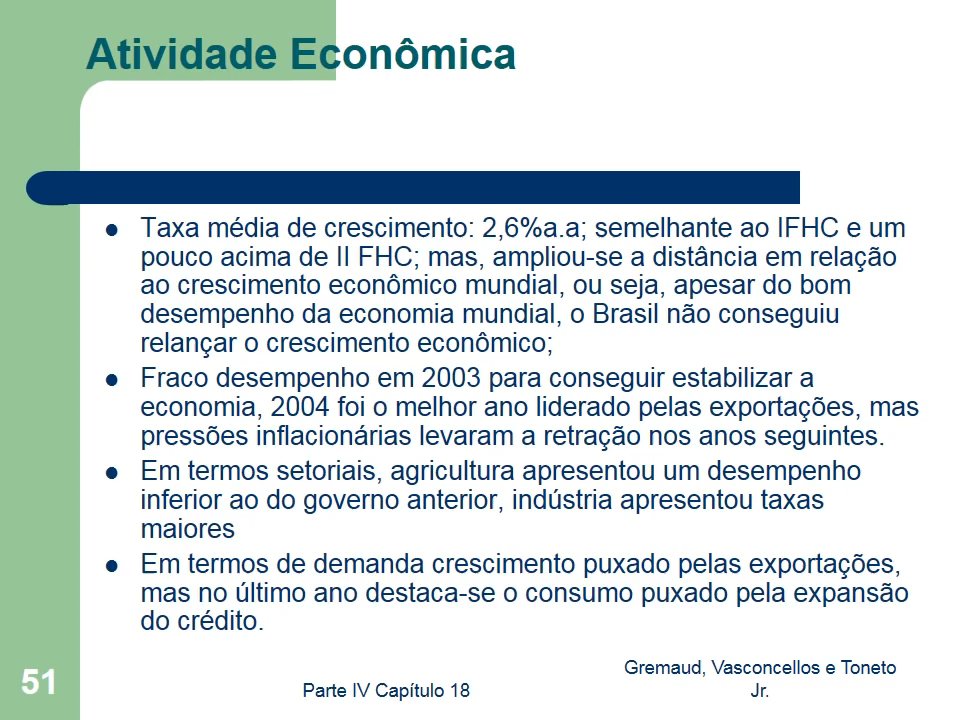 Atividade Econômica
Taxa média de crescimento: 2,6%a.a; semelhante ao IFHC e um
pouco acima de II FHC; mas, ampliou-se a distância em relação
ao crescimento econômico mundial, ou seja, apesar do bom
desempenho da economia mundial, o Brasil não conseguiu
relançar o crescimento econômico;
Fraco desempenho em 2003 para conseguir estabilizar a
economia, 2004 foi o melhor ano liderado pelas exportações, mas
pressões inflacionárias levaram a retração nos anos seguintes.
Em termos setoriais, agricultura apresentou um desempenho
inferior ao do governo anterior, indústria apresentou taxas
maiores
Em termos de demanda crescimento puxado pelas exportações,
mas no último ano destaca-se o consumo puxado pela expansão
do crédito.
51
Parte IV Capítulo 18
Gremaud, Vasconcellos e Toneto
Jr.